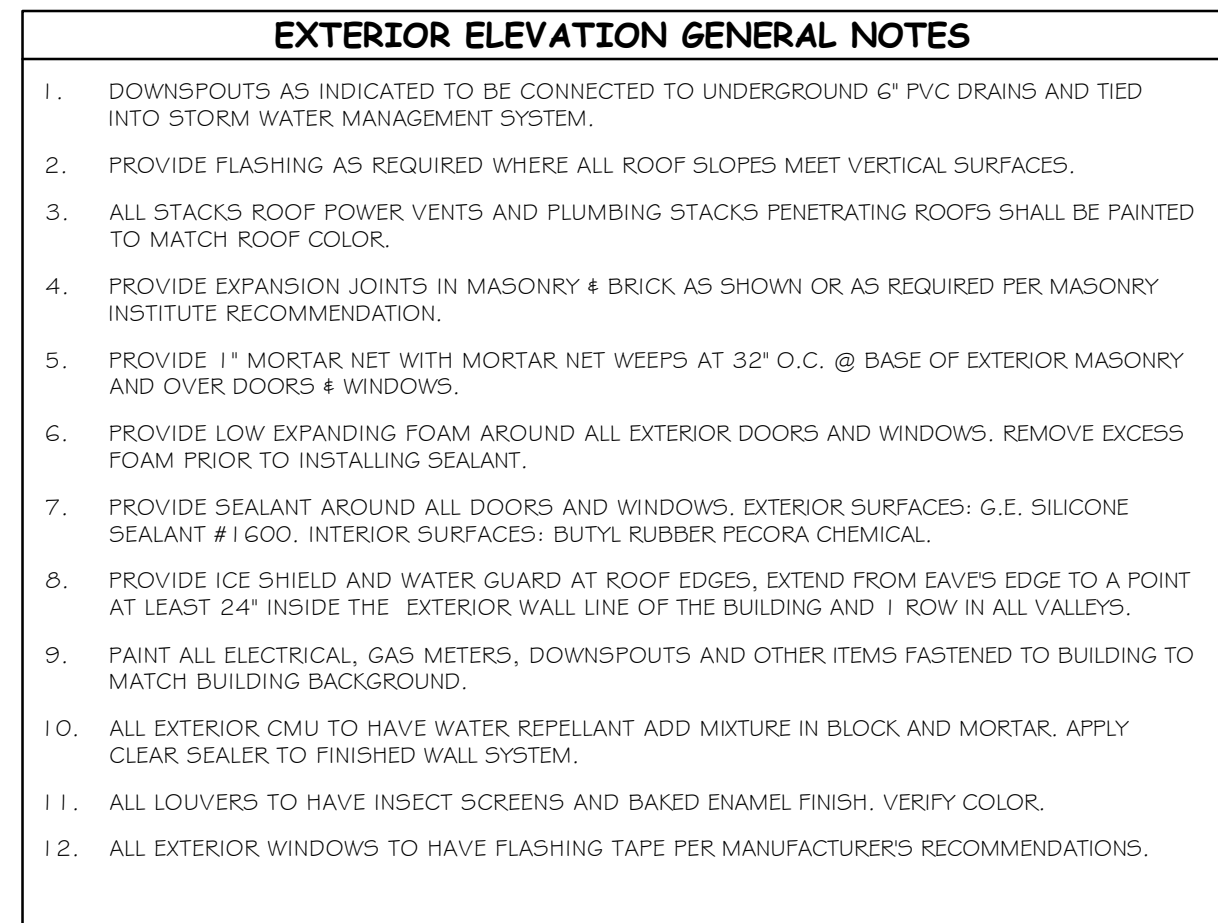 EXTERIOR ELEVATION GENERAL NOTES
1. DOWNSPOUTS AS INDICATED TO BE CONNECTED TO UNDERGROUND 6" PVC DRAINS AND TIED
INTO STORM WATER MANAGEMENT SYSTEM.
2. PROVIDE FLASHING AS REQUIRED WHERE ALL ROOF SLOPES MEET VERTICAL SURFACES.
3. ALL STACKS ROOF POWER VENTS AND PLUMBING STACKS PENETRATING ROOFS SHALL BE PAINTED
TO MATCH ROOF COLOR.
4. PROVIDE EXPANSION JOINTS IN MASONRY & BRICK AS SHOWN OR AS REQUIRED PER MASONRY
INSTITUTE RECOMMENDATION.
5. PROVIDE 1" MORTAR NET WITH MORTAR NET WEEPS AT 32" O.C. @ BASE OF EXTERIOR MASONRY
AND OVER DOORS & WINDOWS.
6. PROVIDE LOW EXPANDING FOAM AROUND ALL EXTERIOR DOORS AND WINDOWS. REMOVE EXCESS
FOAM PRIOR TO INSTALLING SEALANT.
7. PROVIDE SEALANT AROUND ALL DOORS AND WINDOWS. EXTERIOR SURFACES: G.E. SILICONE
SEALANT #1600. INTERIOR SURFACES: BUTYL RUBBER PECORA CHEMICAL.
8. PROVIDE ICE SHIELD AND WATER GUARD AT ROOF EDGES, EXTEND FROM EAVE'S EDGE TO A POINT
AT LEAST 24" INSIDE THE EXTERIOR WALL LINE OF THE BUILDING AND 1 ROW IN ALL VALLEYS.
9. PAINT ALL ELECTRICAL, GAS METERS, DOWNSPOUTS AND OTHER ITEMS FASTENED TO BUILDING TO
MATCH BUILDING BACKGROUND.
10. ALL EXTERIOR CMU TO HAVE WATER REPELLANT ADD MIXTURE IN BLOCK AND MORTAR. APPLY
CLEAR SEALER TO FINISHED WALL SYSTEM.
11. ALL LOUVERS TO HAVE INSECT SCREENS AND BAKED ENAMEL FINISH. VERIFY COLOR.
12. ALL EXTERIOR WINDOWS TO HAVE FLASHING TAPE PER MANUFACTURER'S RECOMMENDATIONS.